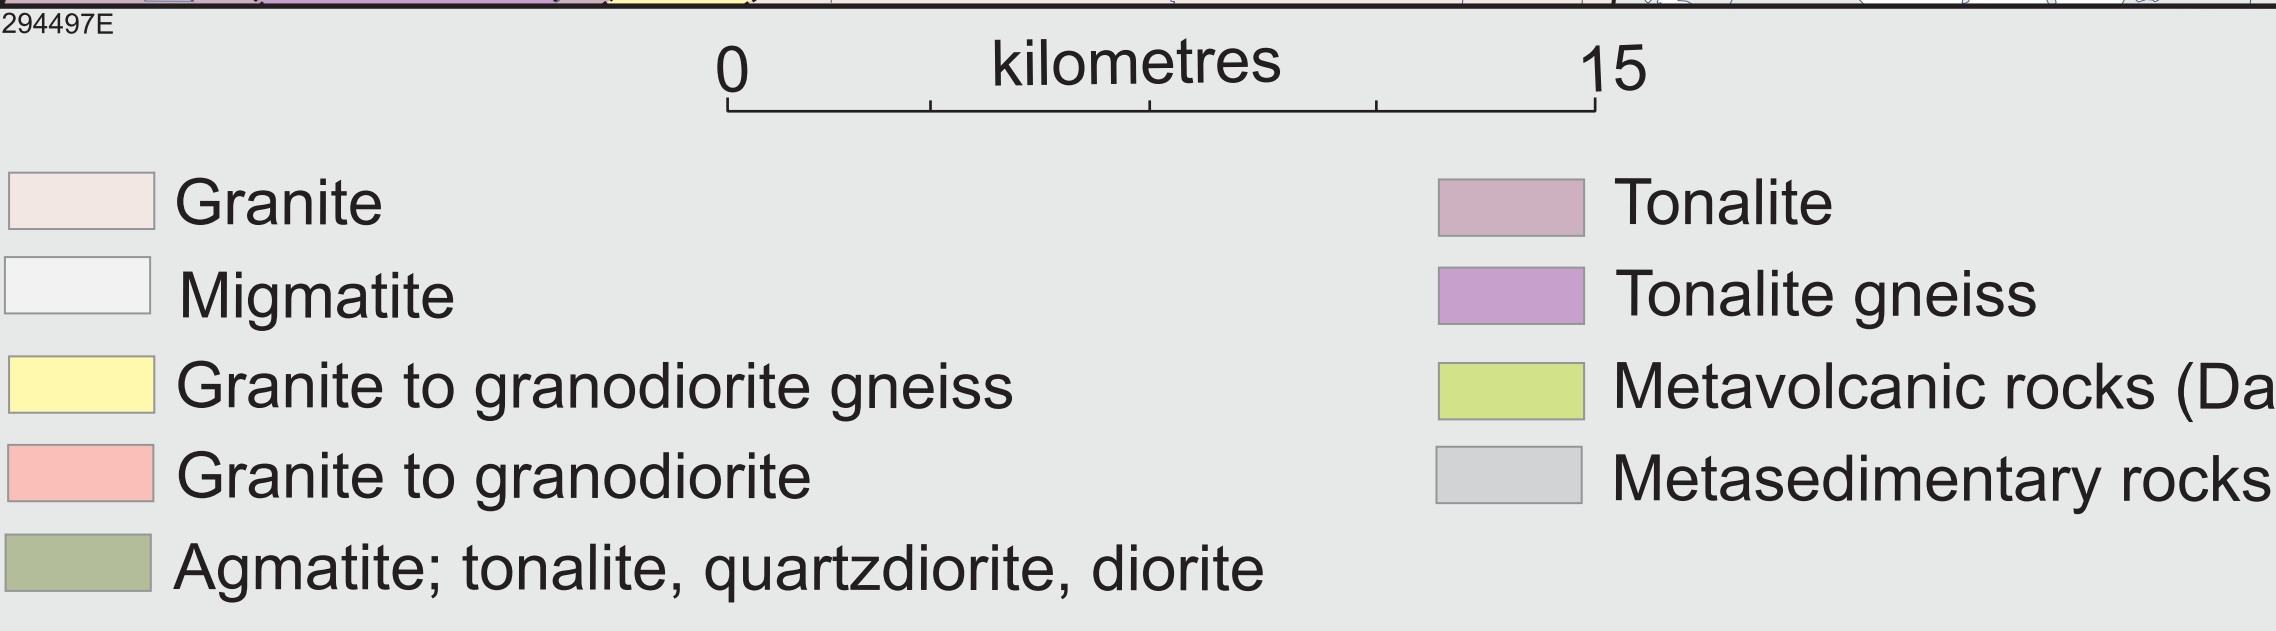 294497E
0 kilometres 15
Granite
Migmatite
Granite to granodiorite gneiss
Granite to granodiorite
Agmatite; tonalite, quartzdiorite, diorite
Tonalite
Tonalite gneiss
Metavolcanic rocks (Da
Metasedimentary rocks